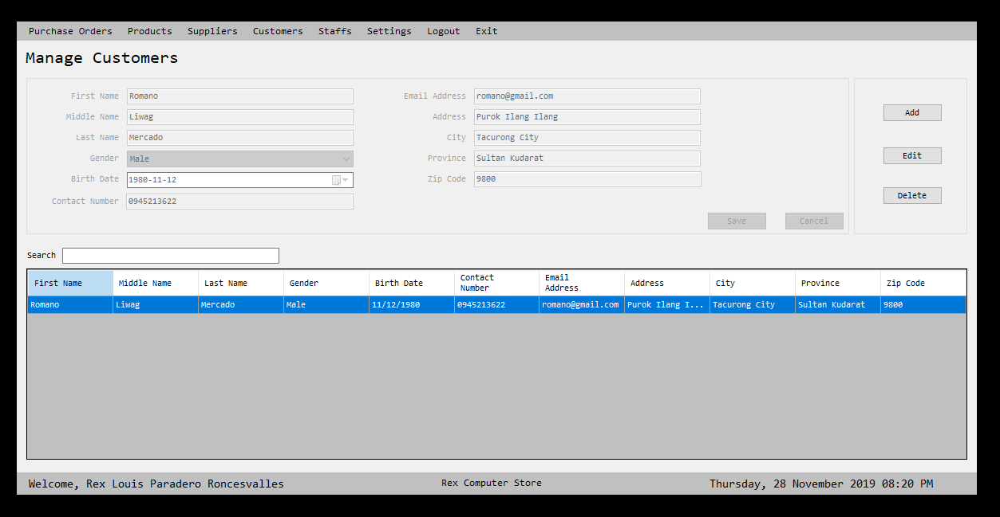 Purchase Orders Products Suppliers Customers Staffs Settings Logout Exit
Manage Customers
First Name Romano
Middle Name Liwag
Last Name Mercado
Gender Male
Birth Date 1980-11-12
Contact Number 0945213622
Email Address romano@gmail.com
Address Purok Ilang Ilang
City Tacurong City
Province Sultan Kudarat
Zip Code 9800
Save Cancel
Add
Edit
Delete
Search
First Name Middle Name Last Name Gender Birth Date Contact Number Email Address Address City Province Zip Code
Romano Liwag Mercado Male 11/12/1980 0945213622 romano@gmail.com Purok Ilang I... Tacurong City Sultan Kudarat 9800
Welcome, Rex Louis Paradero Roncesvalles Rex Computer Store Thursday, 28 November 2019 08:20 PM